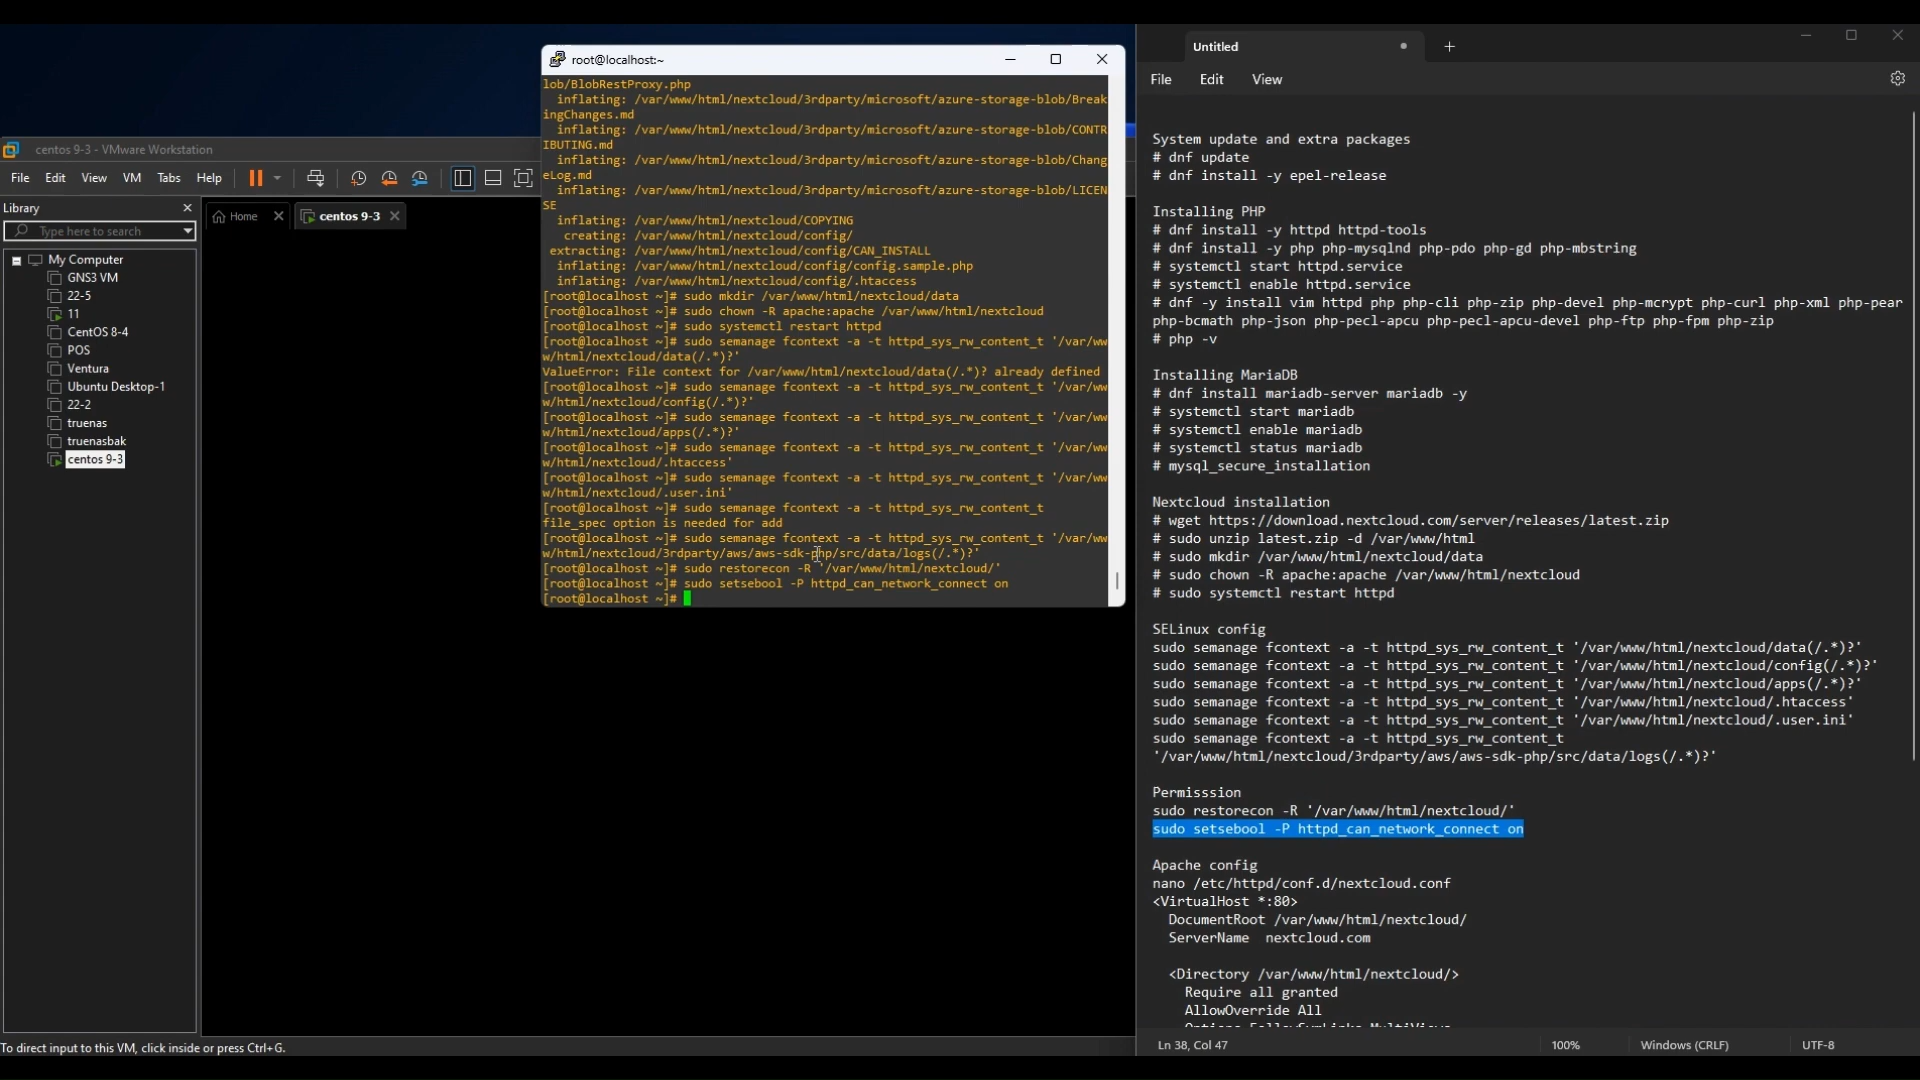 Untitled
File Edit View
root@localhost:~
centos 9-3 - VMware Workstation
File Edit View VM Tabs Help
Library
Type here to search
Home
centos 9-3
My Computer
GNS3 VM
22-5
11
CentOS 8-4
POS
Ventura
Ubuntu Desktop-1
22-2
truenas
truenasbak
centos 9-3
To direct input to this VM, click inside or press Ctrl+G.
lob/BlobRestProxy.php
inflating: /var/www/html/nextcloud/3rdparty/microsoft/azure-storage-blob/Break
ingChanges.md
inflating: /var/www/html/nextcloud/3rdparty/microsoft/azure-storage-blob/CONTR
IBUTING.md
inflating: /var/www/html/nextcloud/3rdparty/microsoft/azure-storage-blob/Chang
eLog.md
inflating: /var/www/html/nextcloud/3rdparty/microsoft/azure-storage-blob/LICEN
SE
inflating: /var/www/html/nextcloud/COPYING
creating: /var/www/html/nextcloud/config/
extracting: /var/www/html/nextcloud/config/CAN_INSTALL
inflating: /var/www/html/nextcloud/config/config.sample.php
inflating: /var/www/html/nextcloud/config/.htaccess
[root@localhost ~]# sudo mkdir /var/www/html/nextcloud/data
[root@localhost ~]# sudo chown -R apache:apache /var/www/html/nextcloud
[root@localhost ~]# sudo systemctl restart httpd
[root@localhost ~]# sudo semanage fcontext -a -t httpd_sys_rw_content_t '/var/ww
w/html/nextcloud/data(/.*)?'
ValueError: File context for /var/www/html/nextcloud/data(/.*)? already defined
[root@localhost ~]# sudo semanage fcontext -a -t httpd_sys_rw_content_t '/var/ww
w/html/nextcloud/config(/.*)?'
[root@localhost ~]# sudo semanage fcontext -a -t httpd_sys_rw_content_t '/var/ww
w/html/nextcloud/apps(/.*)?'
[root@localhost ~]# sudo semanage fcontext -a -t httpd_sys_rw_content_t '/var/ww
w/html/nextcloud/.htaccess'
[root@localhost ~]# sudo semanage fcontext -a -t httpd_sys_rw_content_t '/var/ww
w/html/nextcloud/.user.ini'
[root@localhost ~]# sudo semanage fcontext -a -t httpd_sys_rw_content_t
file_spec option is needed for add
[root@localhost ~]# sudo semanage fcontext -a -t httpd_sys_rw_content_t '/var/ww
w/html/nextcloud/3rdparty/aws/aws-sdk-php/src/data/logs(/.*)?'
[root@localhost ~]# sudo restorecon -R '/var/www/html/nextcloud/'
[root@localhost ~]# sudo setsebool -P httpd_can_network_connect on
[root@localhost ~]#
System update and extra packages
# dnf update
# dnf install -y epel-release
Installing PHP
# dnf install -y httpd httpd-tools
# dnf install -y php php-mysqlnd php-pdo php-gd php-mbstring
# systemctl start httpd.service
# systemctl enable httpd.service
# dnf -y install vim httpd php php-cli php-zip php-devel php-mcrypt php-curl php-xml php-pear
php-bcmath php-json php-pecl-apcu php-pecl-apcu-devel php-ftp php-fpm php-zip
# php -v
Installing MariaDB
# dnf install mariadb-server mariadb -y
# systemctl start mariadb
# systemctl enable mariadb
# systemctl status mariadb
# mysql_secure_installation
Nextcloud installation
# wget https://download.nextcloud.com/server/releases/latest.zip
# sudo unzip latest.zip -d /var/www/html
# sudo mkdir /var/www/html/nextcloud/data
# sudo chown -R apache:apache /var/www/html/nextcloud
# sudo systemctl restart httpd
SELinux config
sudo semanage fcontext -a -t httpd_sys_rw_content_t '/var/www/html/nextcloud/data(/.*)?'
sudo semanage fcontext -a -t httpd_sys_rw_content_t '/var/www/html/nextcloud/config(/.*)?'
sudo semanage fcontext -a -t httpd_sys_rw_content_t '/var/www/html/nextcloud/apps(/.*)?'
sudo semanage fcontext -a -t httpd_sys_rw_content_t '/var/www/html/nextcloud/.htaccess'
sudo semanage fcontext -a -t httpd_sys_rw_content_t '/var/www/html/nextcloud/.user.ini'
sudo semanage fcontext -a -t httpd_sys_rw_content_t
'/var/www/html/nextcloud/3rdparty/aws/aws-sdk-php/src/data/logs(/.*)?'
Permisssion
sudo restorecon -R '/var/www/html/nextcloud/'
sudo setsebool -P httpd_can_network_connect on
Apache config
nano /etc/httpd/conf.d/nextcloud.conf
<VirtualHost *:80>
DocumentRoot /var/www/html/nextcloud/
ServerName nextcloud.com
<Directory /var/www/html/nextcloud/>
Require all granted
AllowOverride All
Options FollowSymLinks MultiViews
Ln 38, Col 47
100%
Windows (CRLF)
UTF-8